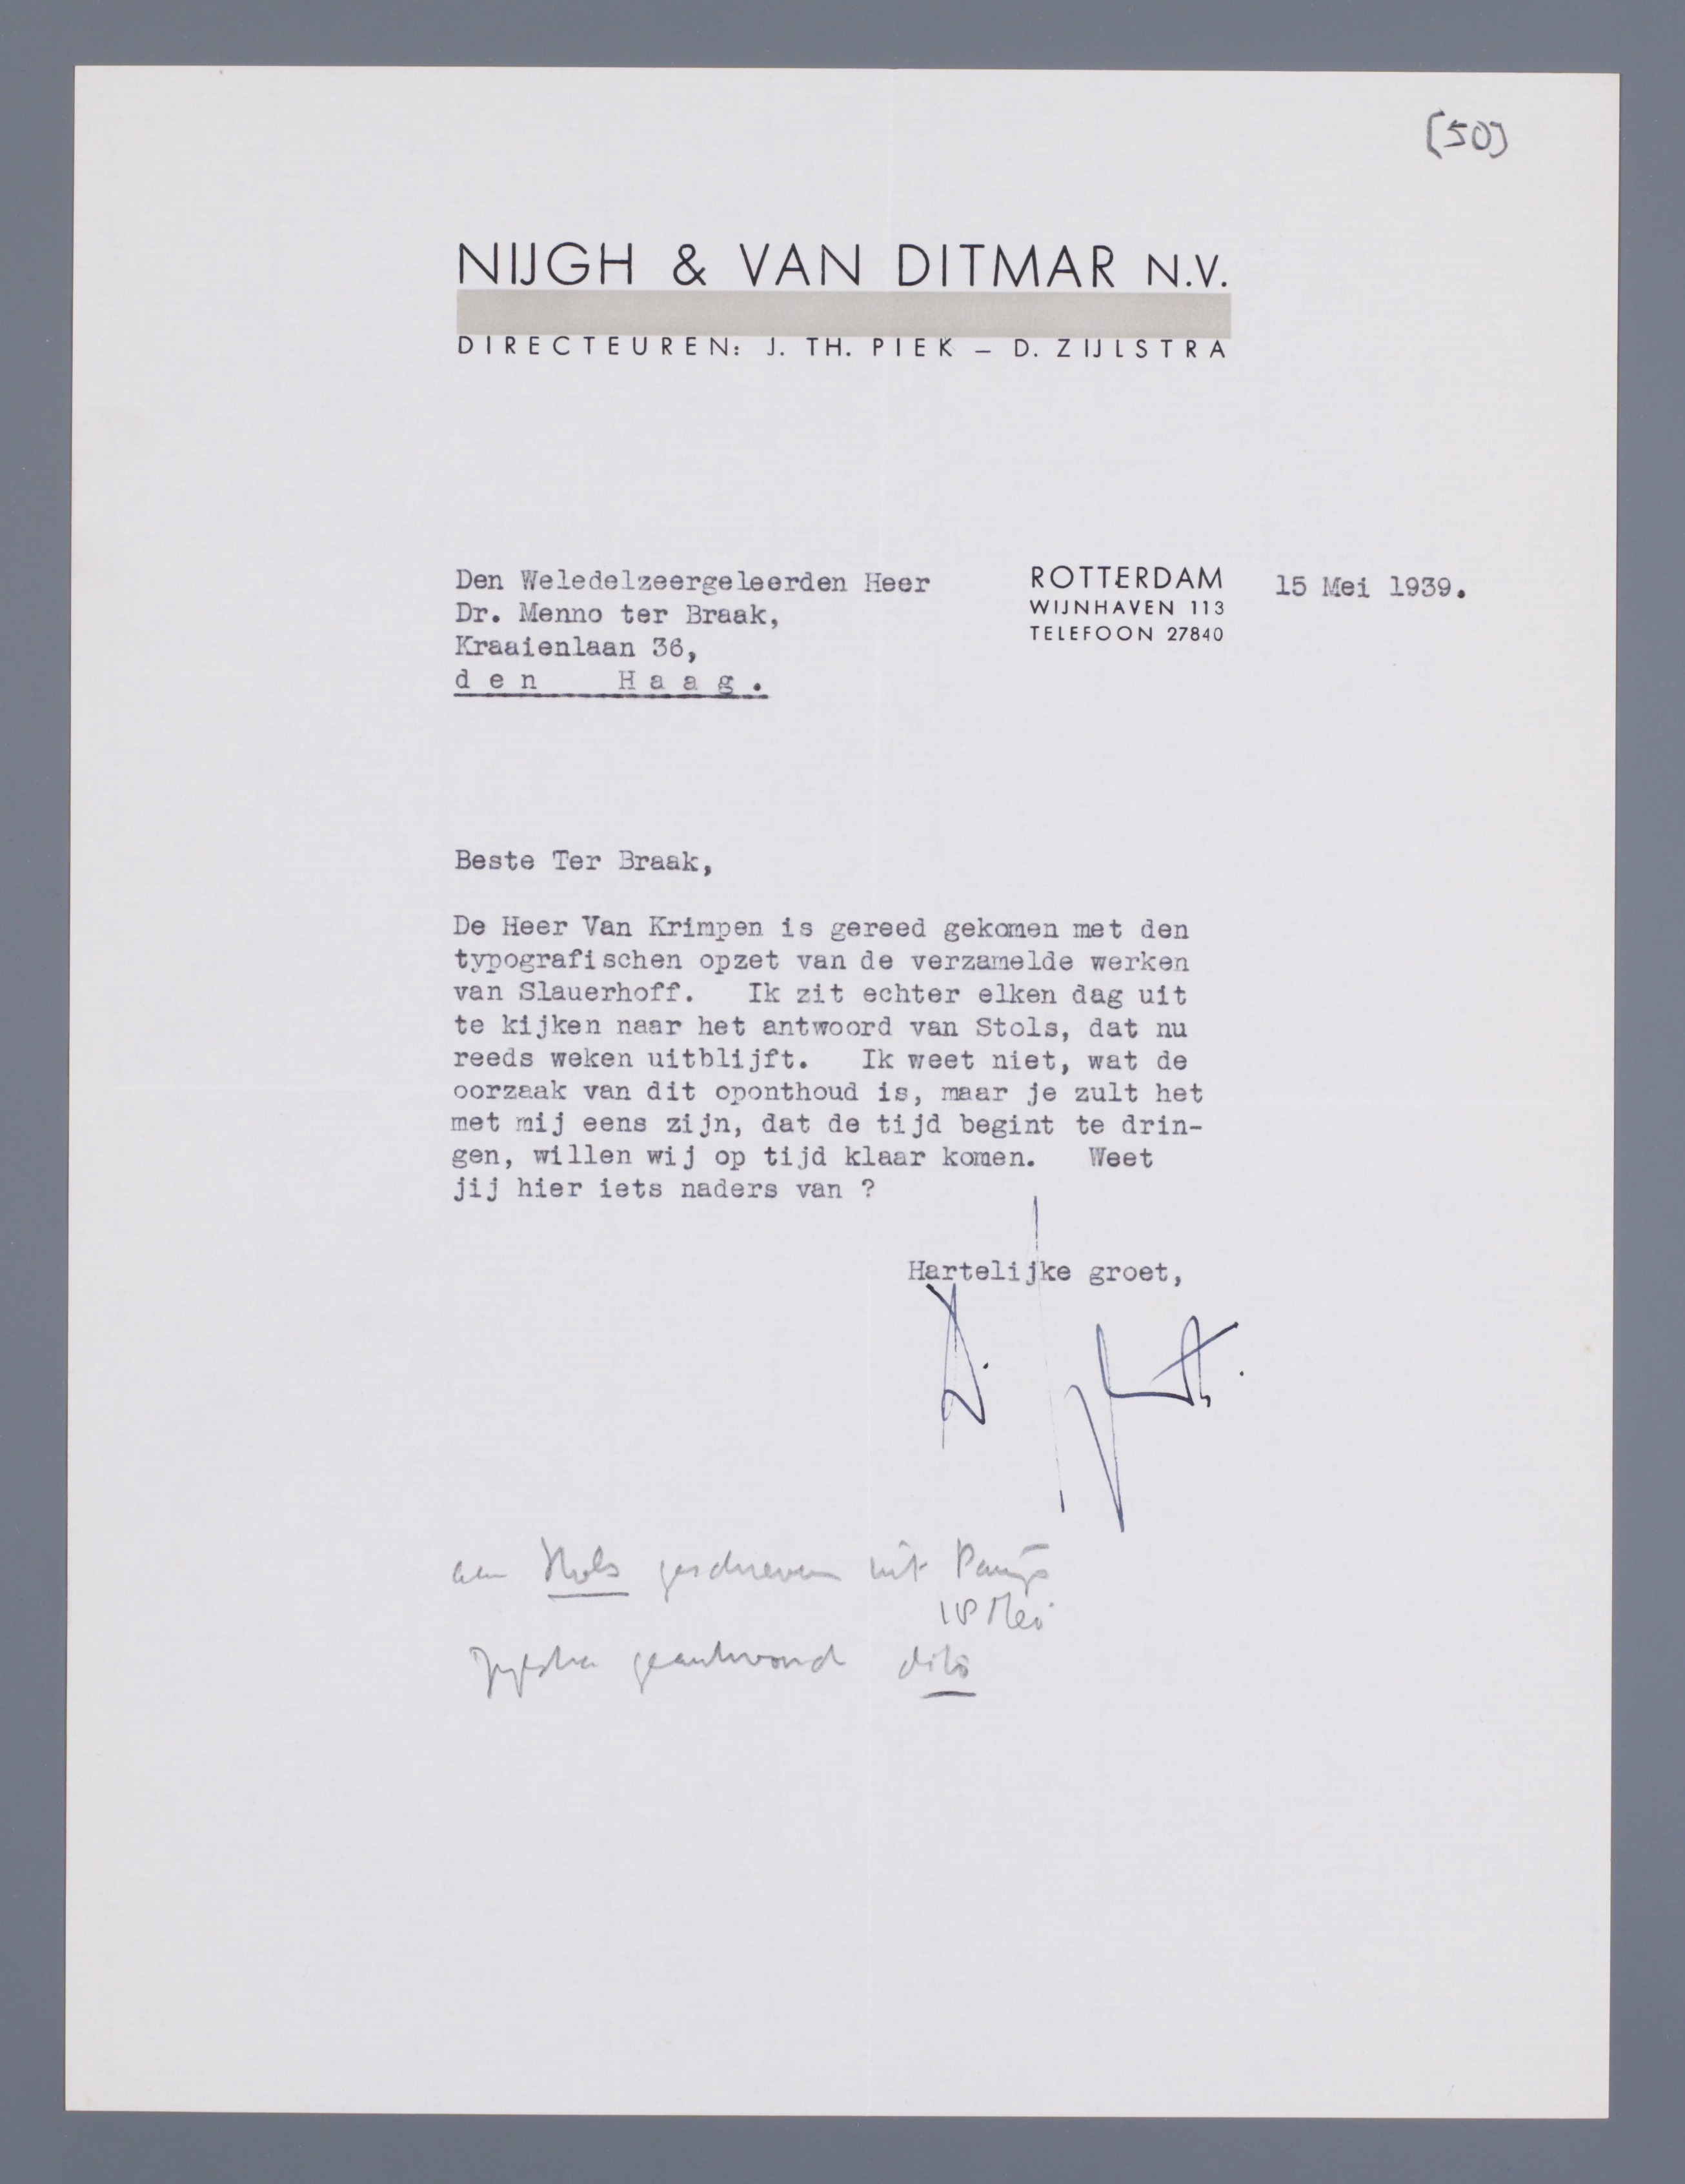 (50)
NIJGH & VAN DITMAR N.V.
DIRECTEUREN: J. TH. PIEK — D. ZIJLSTRA
Den Weledelzeergeleerden Heer
Dr. Menno ter Braak,
Kraaienlaan 36,
den Haag.
ROTTERDAM
WIJNHAVEN 113
TELEFOON 27840
15 Mei 1939.
Beste Ter Braak,
De Heer Van Krimpen is gereed gekomen met den
typografischen opzet van de verzamelde werken
van Slauerhoff. Ik zit echter elken dag uit
te kijken naar het antwoord van Stols, dat nu
reeds weken uitblijft. Ik weet niet, wat de
oorzaak van dit oponthoud is, maar je zult het
met mij eens zijn, dat de tijd begint te drin-
gen, willen wij op tijd klaar komen. Weet
jij hier iets naders van ?
Hartelijke groet,
aan Stols geschreven uit Parijs
18 Mei
Zijlstra geantwoord dito